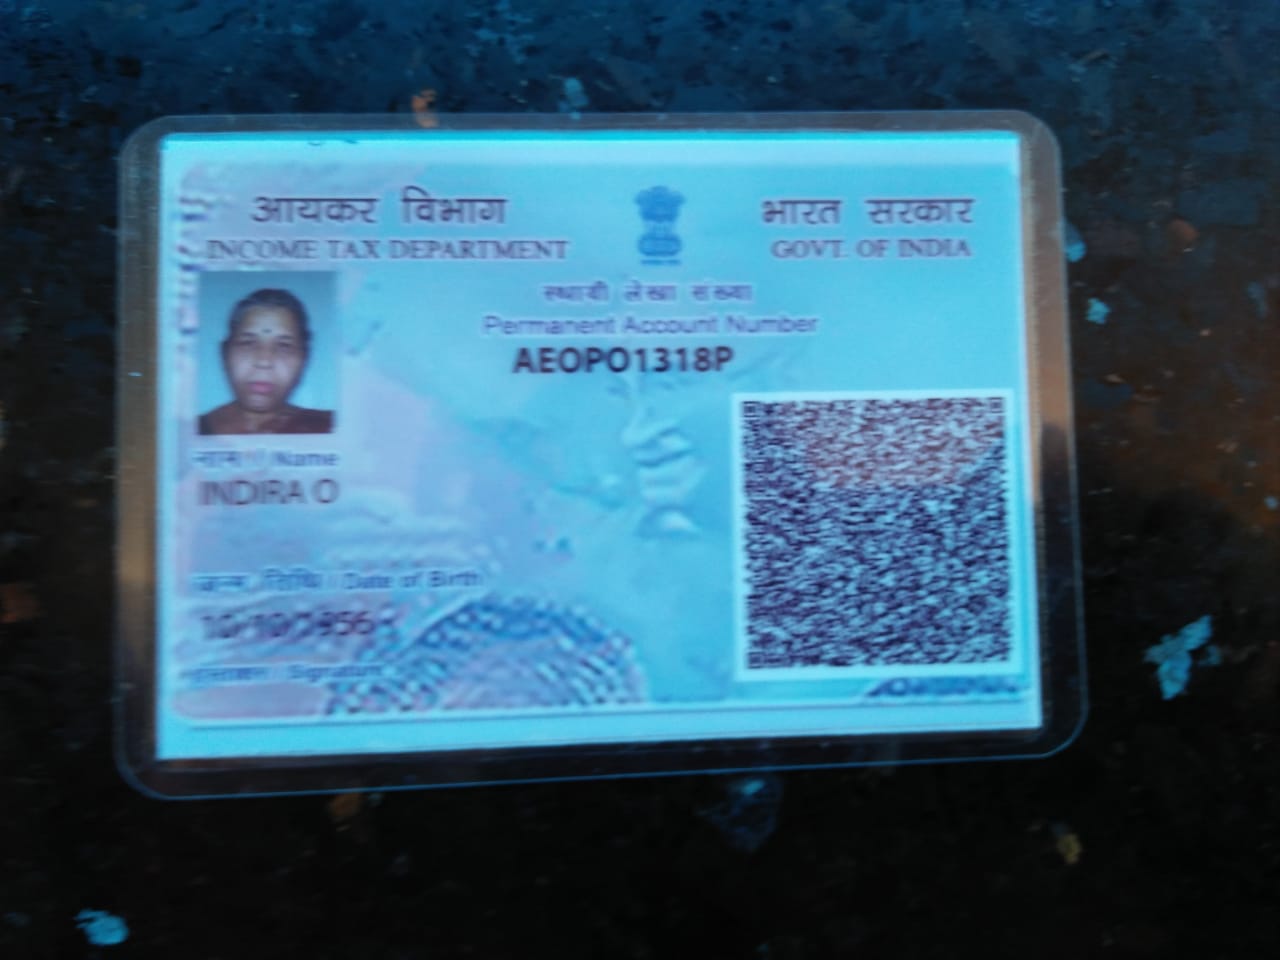 आयकर विभाग
INCOME TAX DEPARTMENT
भारत सरकार
GOVT. OF INDIA
स्थायी लेखा संख्या
Permanent Account Number
AEOPO1318P
नाम / Name
INDIRA O
जन्म तिथि / Date of Birth
10/10/1956
हस्ताक्षर / Signature